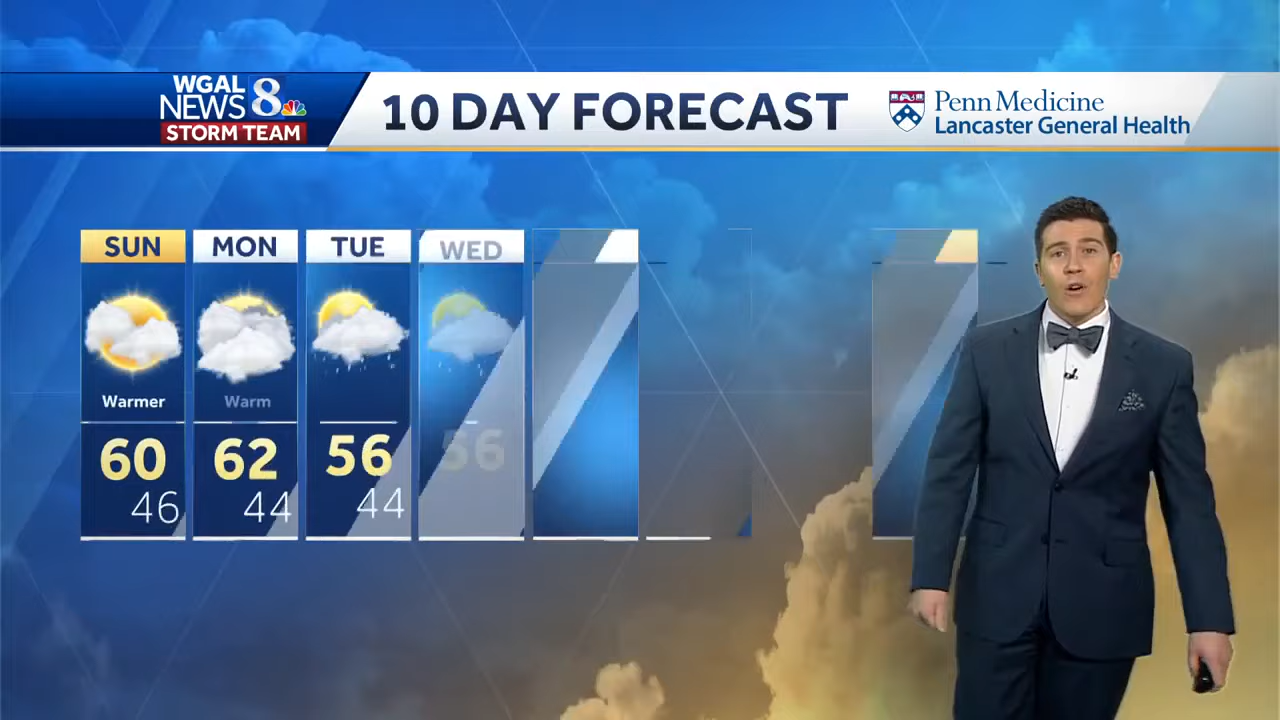 WGAL
NEWS 8
STORM TEAM
10 DAY FORECAST
Penn Medicine
Lancaster General Health
SUN MON TUE WED
Warmer Warm
60 62 56 56
46 44 44